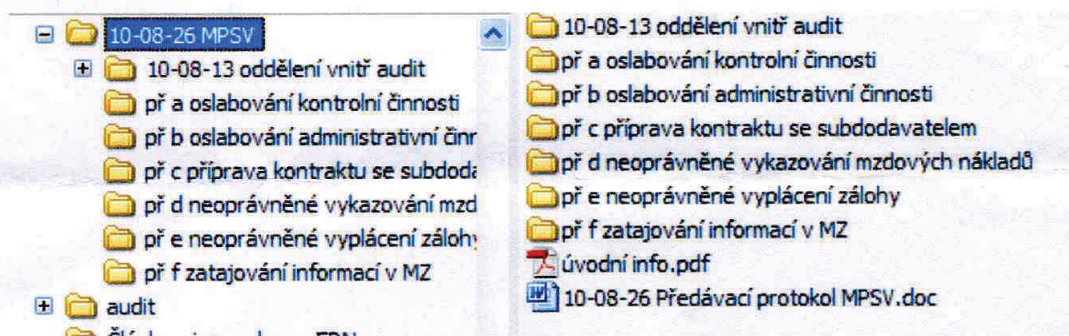 10-08-26 MPSV
10-08-13 oddělení vnitř audit
př a oslabování kontrolní činnosti
př b oslabování administrativní činr
př c příprava kontraktu se subdoda
př d neoprávněné vykazování mzd
př e neoprávněné vyplácení zálohy
př f zatajování informací v MZ
audit
10-08-13 oddělení vnitř audit
př a oslabování kontrolní činnosti
př b oslabování administrativní činnosti
př c příprava kontraktu se subdodavatelem
př d neoprávněné vykazování mzdových nákladů
př e neoprávněné vyplácení zálohy
př f zatajování informací v MZ
úvodní info.pdf
10-08-26 Předávací protokol MPSV.doc